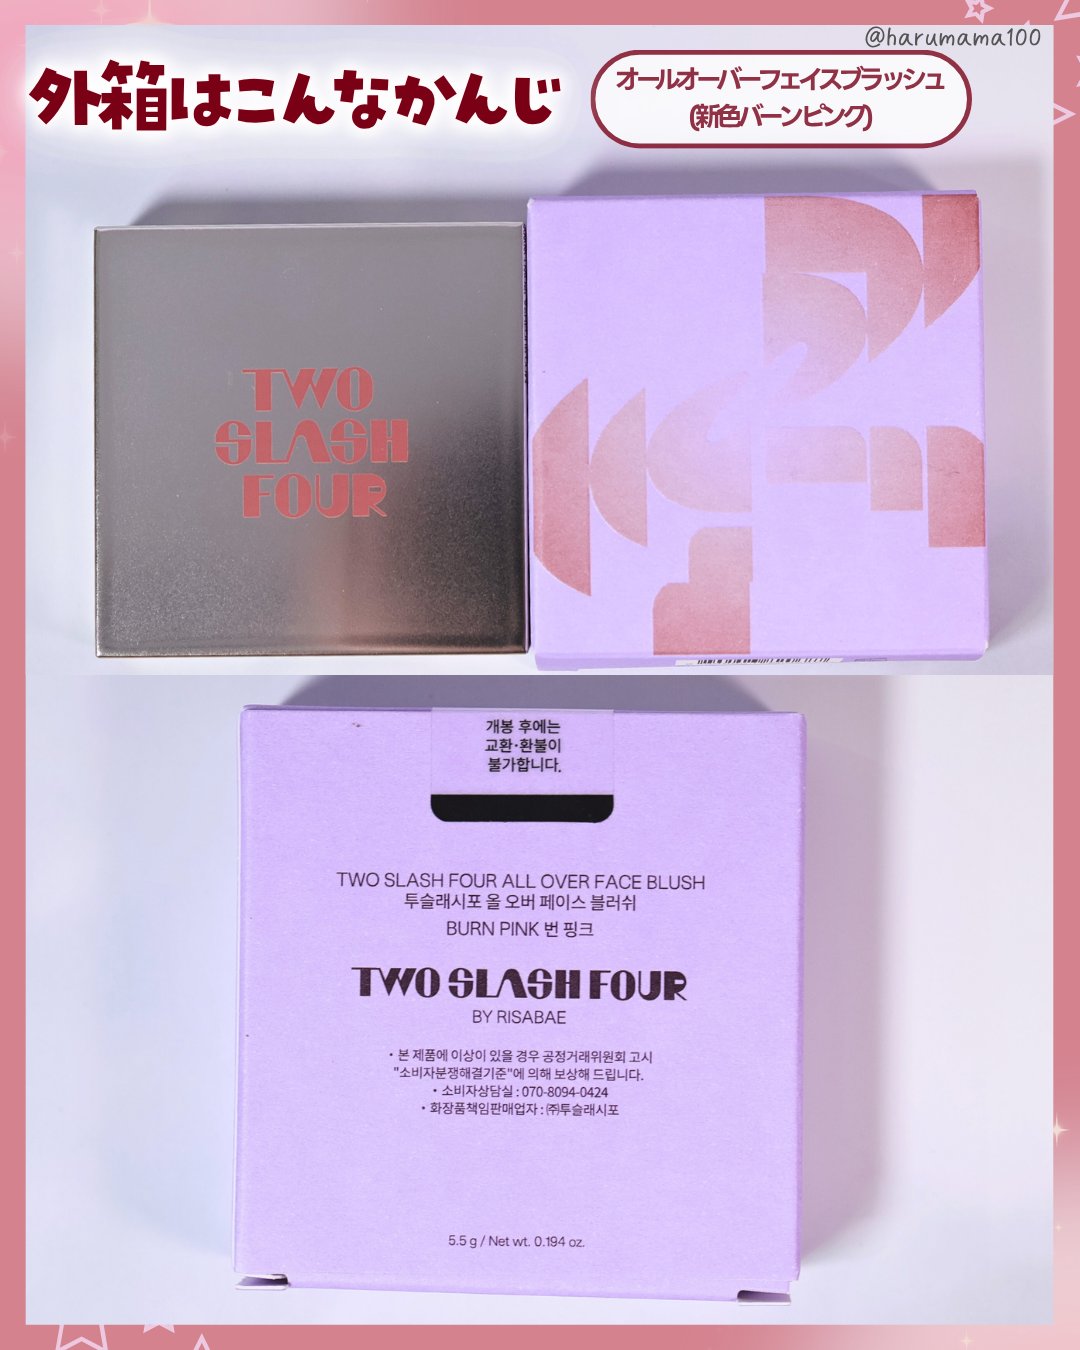 @harumama100
外箱はこんなかんじ
オールオーバーフェイスブラッシュ
(新色バーンピンク)
TWO
SLASH
FOUR
개봉 후에는
교환·환불이
불가합니다.
TWO SLASH FOUR ALL OVER FACE BLUSH
투슬래시포 올 오버 페이스 블러쉬
BURN PINK 번 핑크
TWO SLASH FOUR
BY RISABAE
• 본 제품에 이상이 있을 경우 공정거래위원회 고시
"소비자분쟁해결기준"에 의해 보상해 드립니다.
• 소비자상담실 : 070-8094-0424
• 화장품책임판매업자 : ㈜투슬래시포
5.5 g / Net wt. 0.194 oz.